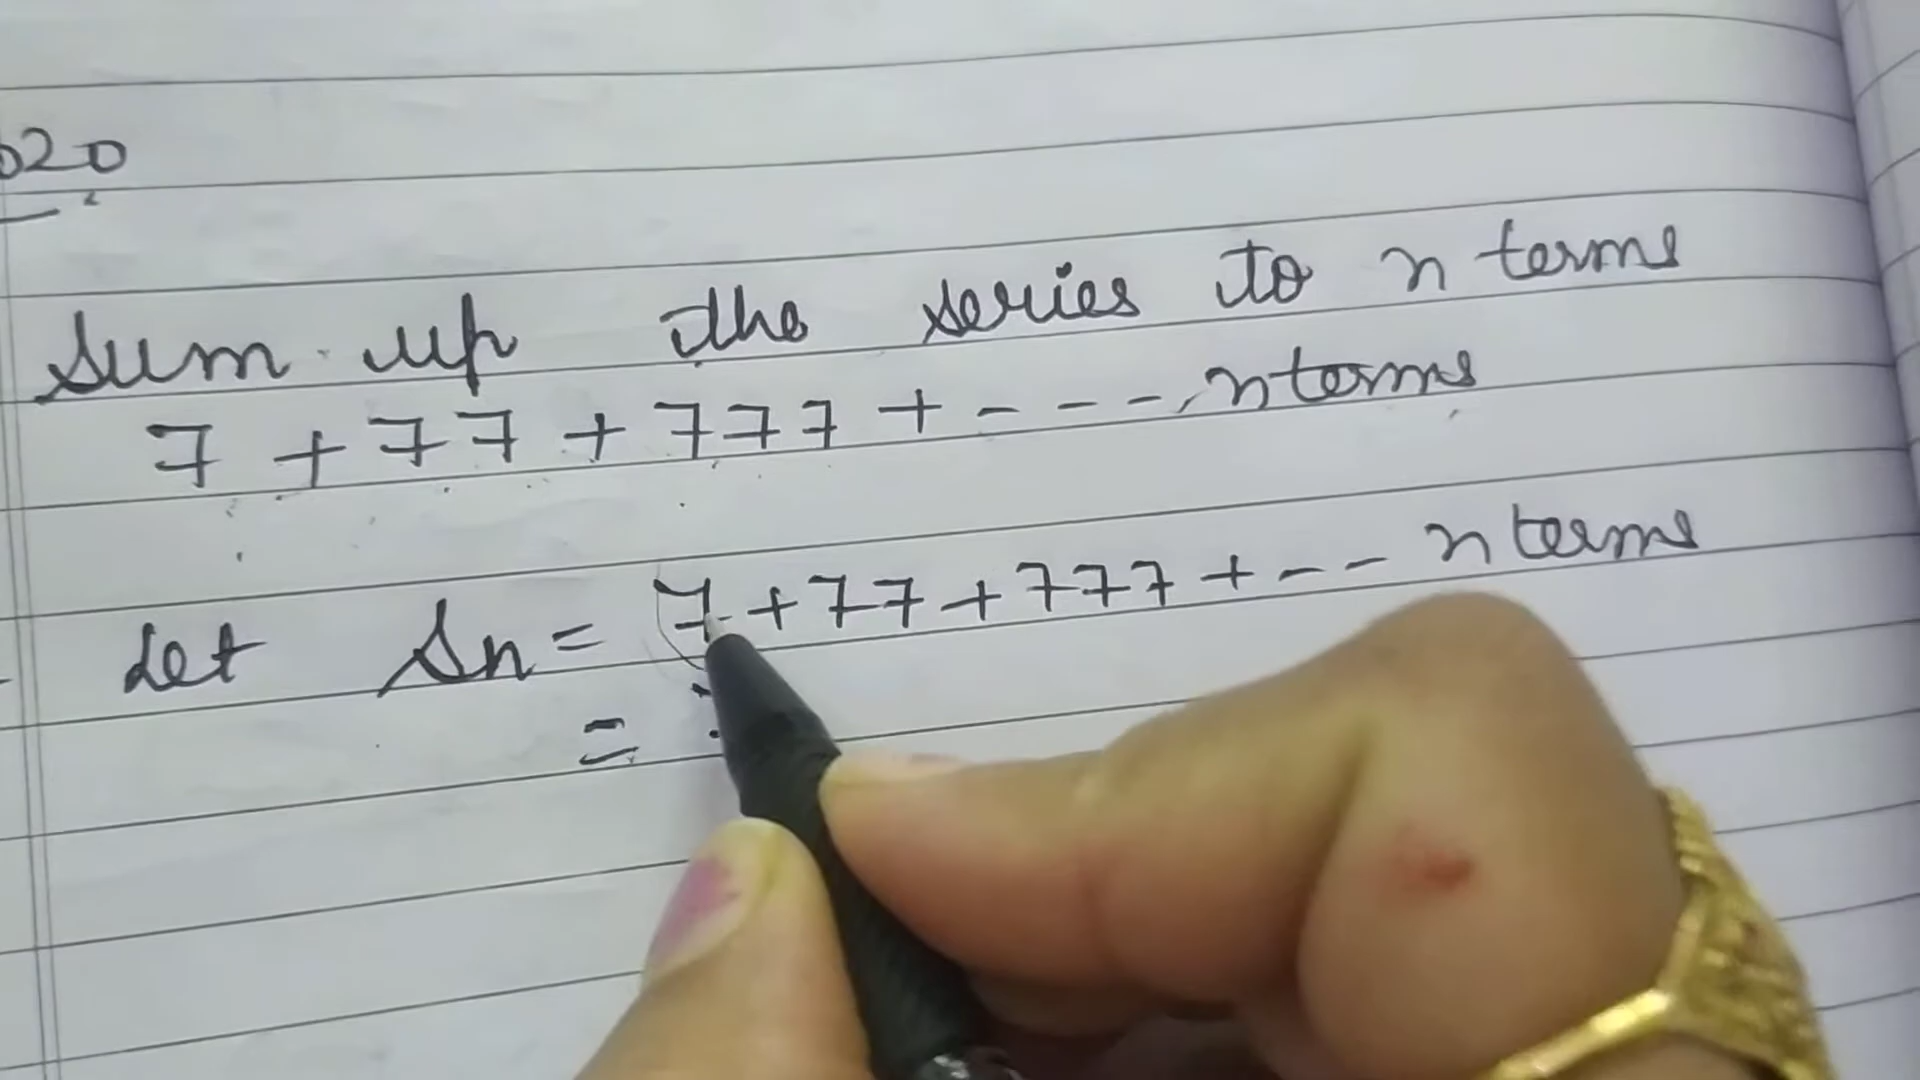 020
Sum up the series to n terms
7 + 77 + 777 + - - - - n terms
Let Sn = 7 + 77 + 777 + - - - n terms
=